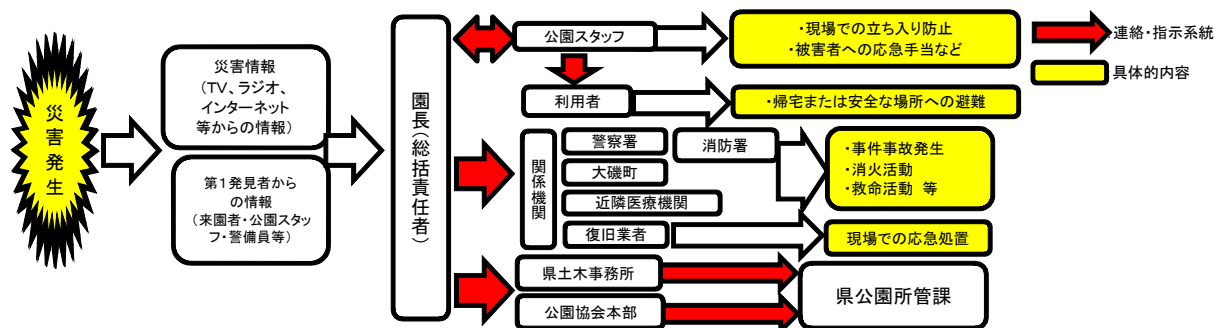 災害発生
災害情報
（TV、ラジオ、
インターネット
等からの情報）
第1発見者から
の情報
（来園者・公園スタッ
フ・警備員等）
園長（総括責任者）
公園スタッフ
・現場での立ち入り防止
・被害者への応急手当など
利用者
・帰宅または安全な場所への避難
関係機関
警察署
消防署
大磯町
近隣医療機関
復旧業者
・事件事故発生
・消火活動
・救命活動 等
現場での応急処置
県土木事務所
公園協会本部
県公園所管課
連絡・指示系統
具体的内容